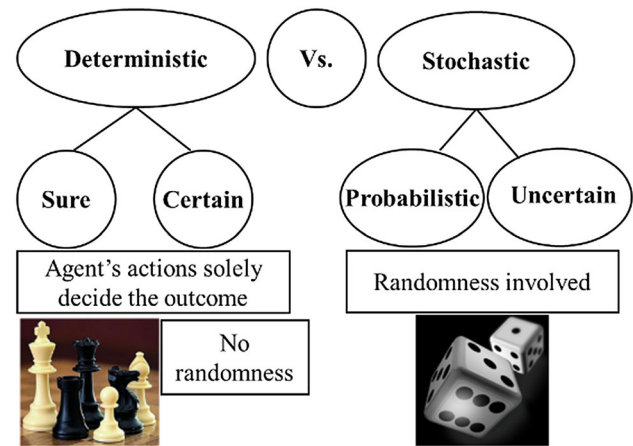 Deterministic
Vs.
Stochastic
Sure
Certain
Probabilistic
Uncertain
Agent's actions solely
decide the outcome
Randomness involved
No
randomness